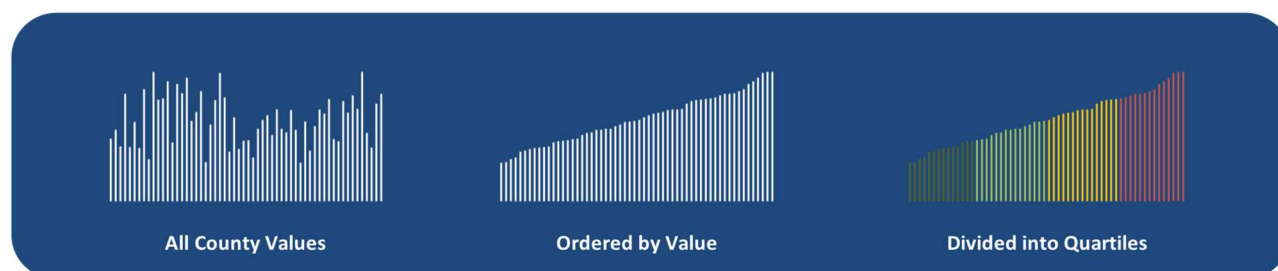 All County Values
Ordered by Value
Divided into Quartiles